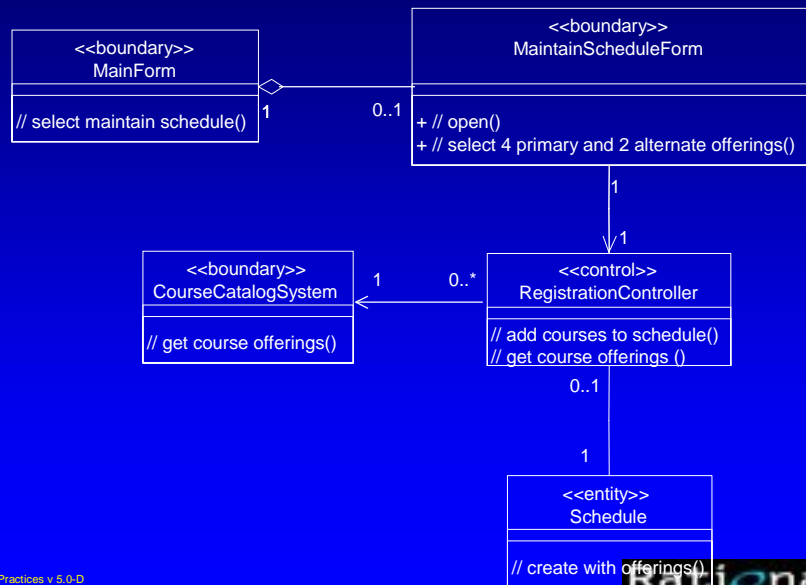 <<boundary>>
MainForm
// select maintain schedule()
1
0..1
<<boundary>>
MaintainScheduleForm
+ // open()
+ // select 4 primary and 2 alternate offerings()
1
1
<<boundary>>
CourseCatalogSystem
// get course offerings()
1
0..*
<<control>>
RegistrationController
// add courses to schedule()
// get course offerings ()
0..1
1
<<entity>>
Schedule
// create with offerings()
Practices v 5.0-D